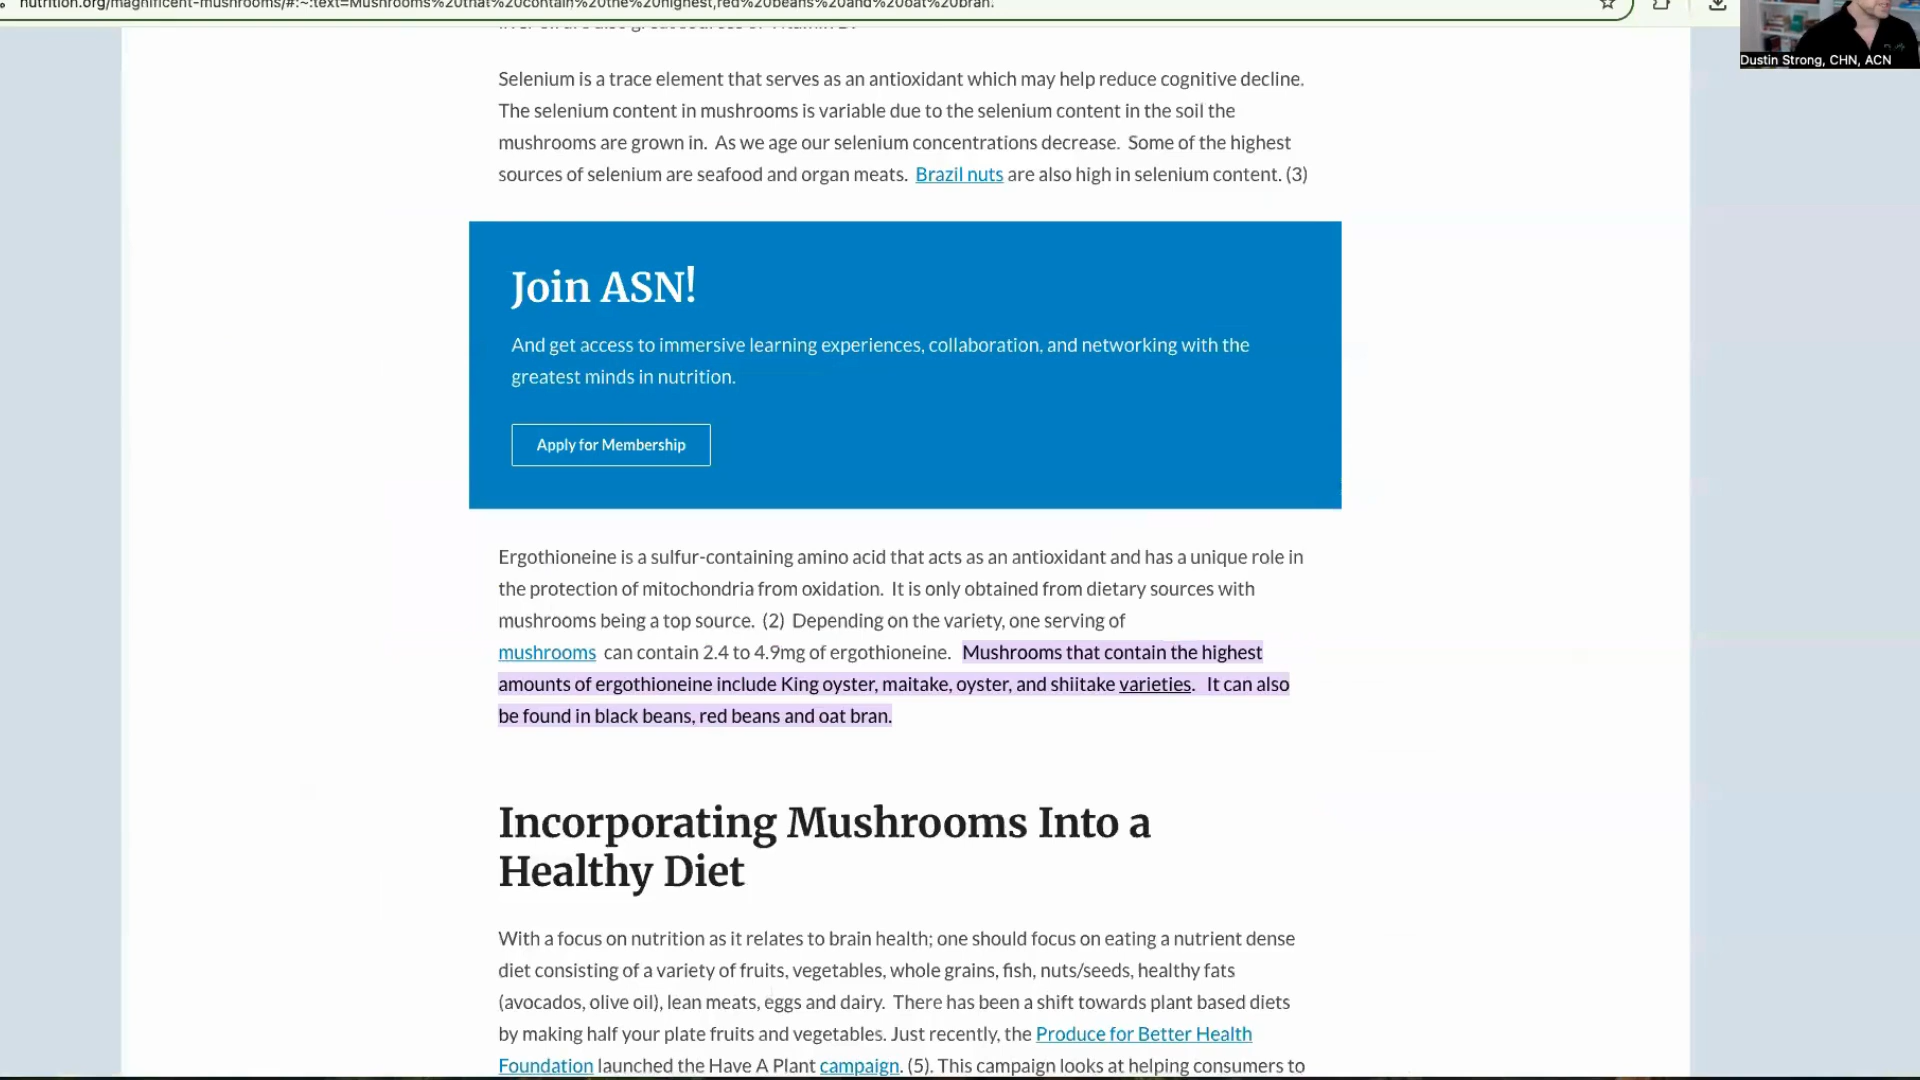 nutrition.org/magnificent-mushrooms/#:~:text=Mushrooms%20that%20contain%20the%20highest,red%20beans%20and%20oat%20bran.
Dustin Strong, CHN, ACN
Selenium is a trace element that serves as an antioxidant which may help reduce cognitive decline.
The selenium content in mushrooms is variable due to the selenium content in the soil the
mushrooms are grown in. As we age our selenium concentrations decrease. Some of the highest
sources of selenium are seafood and organ meats. Brazil nuts are also high in selenium content. (3)
Join ASN!
And get access to immersive learning experiences, collaboration, and networking with the
greatest minds in nutrition.
Apply for Membership
Ergothioneine is a sulfur-containing amino acid that acts as an antioxidant and has a unique role in
the protection of mitochondria from oxidation. It is only obtained from dietary sources with
mushrooms being a top source. (2) Depending on the variety, one serving of
mushrooms can contain 2.4 to 4.9mg of ergothioneine. Mushrooms that contain the highest
amounts of ergothioneine include King oyster, maitake, oyster, and shiitake varieties. It can also
be found in black beans, red beans and oat bran.
Incorporating Mushrooms Into a
Healthy Diet
With a focus on nutrition as it relates to brain health; one should focus on eating a nutrient dense
diet consisting of a variety of fruits, vegetables, whole grains, fish, nuts/seeds, healthy fats
(avocados, olive oil), lean meats, eggs and dairy. There has been a shift towards plant based diets
by making half your plate fruits and vegetables. Just recently, the Produce for Better Health
Foundation launched the Have A Plant campaign. (5). This campaign looks at helping consumers to